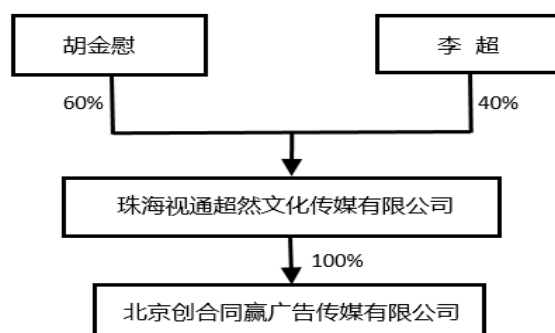 胡金慰
李 超
60%
40%
珠海视通超然文化传媒有限公司
100%
北京创合同赢广告传媒有限公司